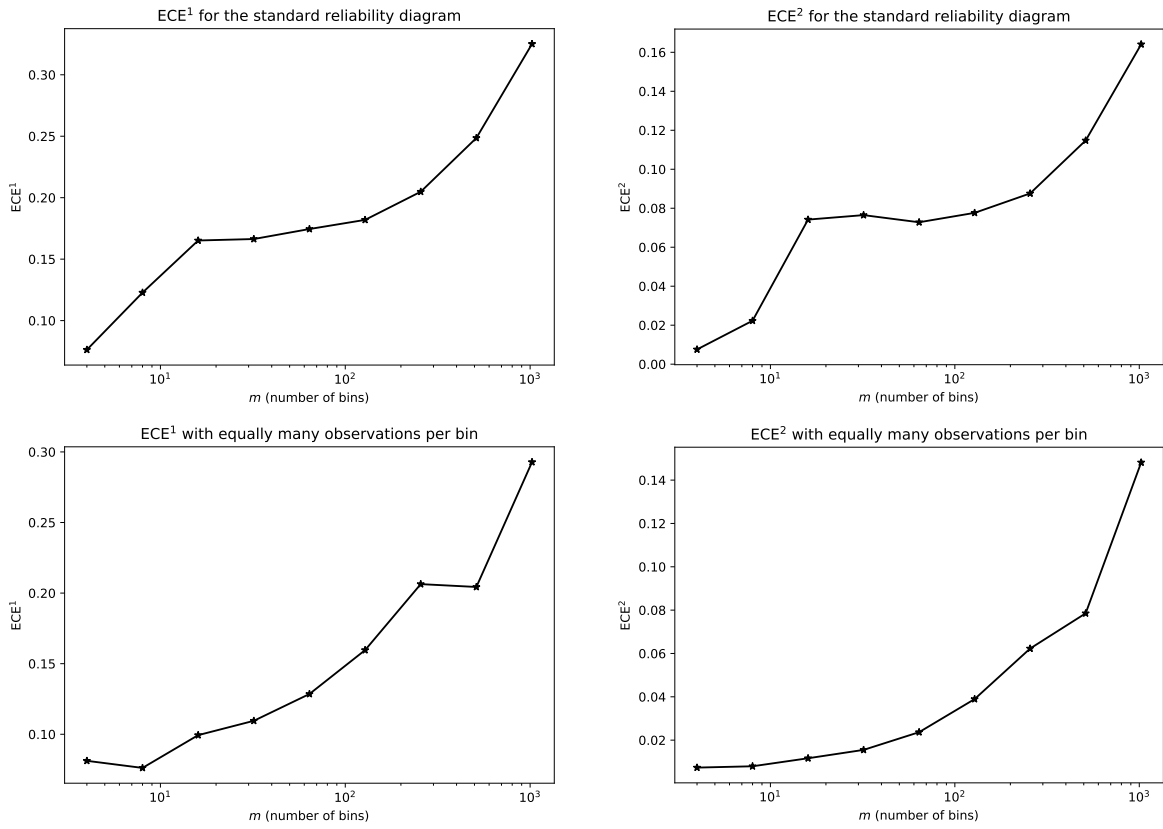 ECE¹ for the standard reliability diagram
0.30
0.25
0.20
0.15
0.10
ECE¹
10¹ 10² 10³
m (number of bins)
ECE² for the standard reliability diagram
0.16
0.14
0.12
0.10
0.08
0.06
0.04
0.02
0.00
ECE²
10¹ 10² 10³
m (number of bins)
ECE¹ with equally many observations per bin
0.30
0.25
0.20
0.15
0.10
ECE¹
10¹ 10² 10³
m (number of bins)
ECE² with equally many observations per bin
0.14
0.12
0.10
0.08
0.06
0.04
0.02
ECE²
10¹ 10² 10³
m (number of bins)